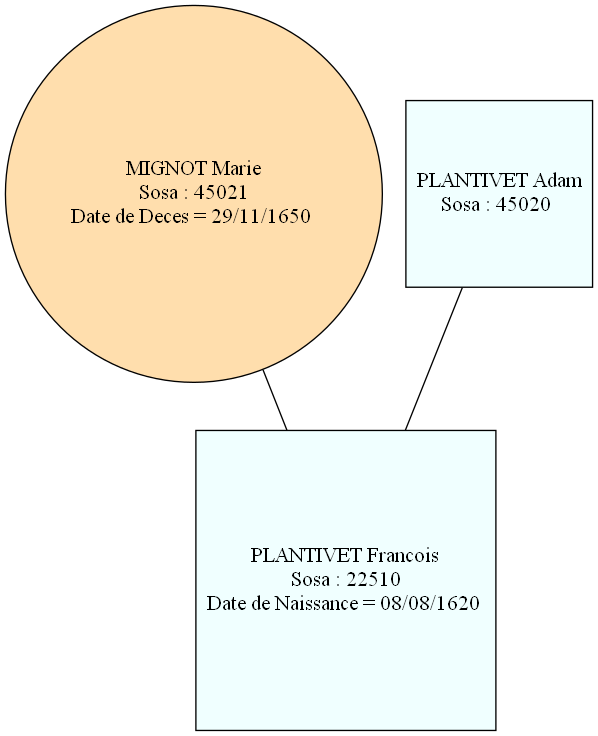 MIGNOT Marie
Sosa : 45021
Date de Deces = 29/11/1650
PLANTIVET Adam
Sosa : 45020
PLANTIVET Francois
Sosa : 22510
Date de Naissance = 08/08/1620